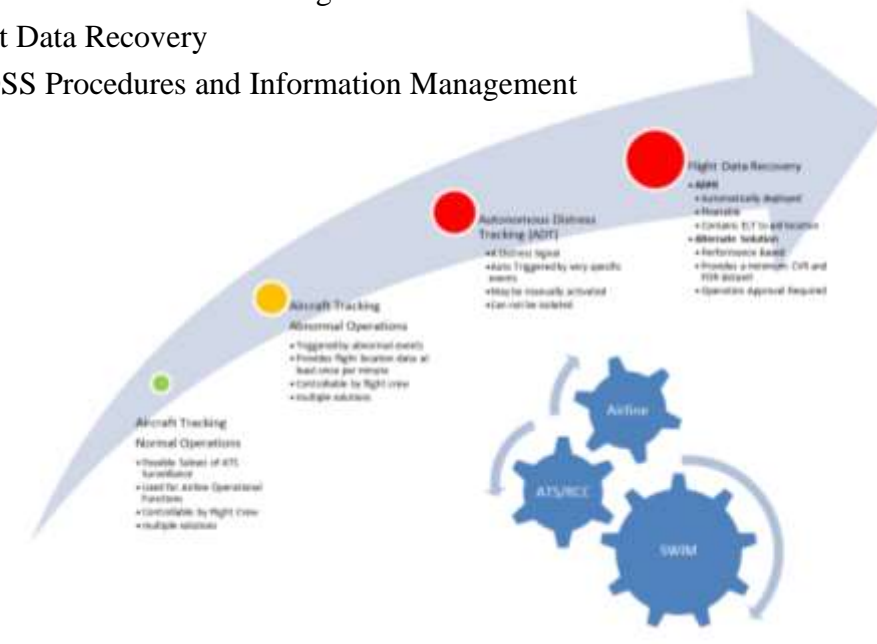 t Data Recovery
SS Procedures and Information Management
Flight Data Recovery
• ADFR
• Automatically deployed
• Floatable
• Contains ELT to aid location
• Alternate Solution
• Performance Based
• Provides a minimum CVR and
FDR dataset
• Operation Approval Required
Autonomous Distress
Tracking (ADT)
• A Distress Signal
• Auto Triggered by very specific
events
• May be manually activated
• Can not be isolated
Aircraft Tracking
Abnormal Operations
• Triggered by abnormal events
• Provides flight location data at
least once per minute
• Controllable by flight crew
• multiple solutions
Aircraft Tracking
Normal Operations
• Possible Subset of ATS
Surveillance
• Used for Airline Operational
Functions
• Controllable by Flight Crew
• multiple solutions
Airline
ATS/RCC
SWIM